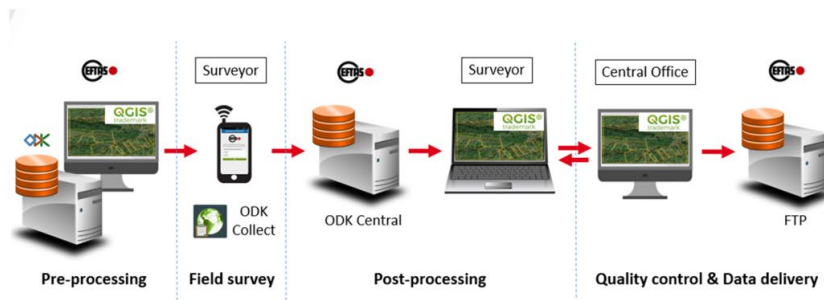 EFTAS
Surveyor
EFTAS
Surveyor
Central Office
EFTAS
QGIS®
trademark
QGIS®
trademark
QGIS®
trademark
ODK
ODK
Collect
ODK Central
FTP
Pre-processing
Field survey
Post-processing
Quality control & Data delivery